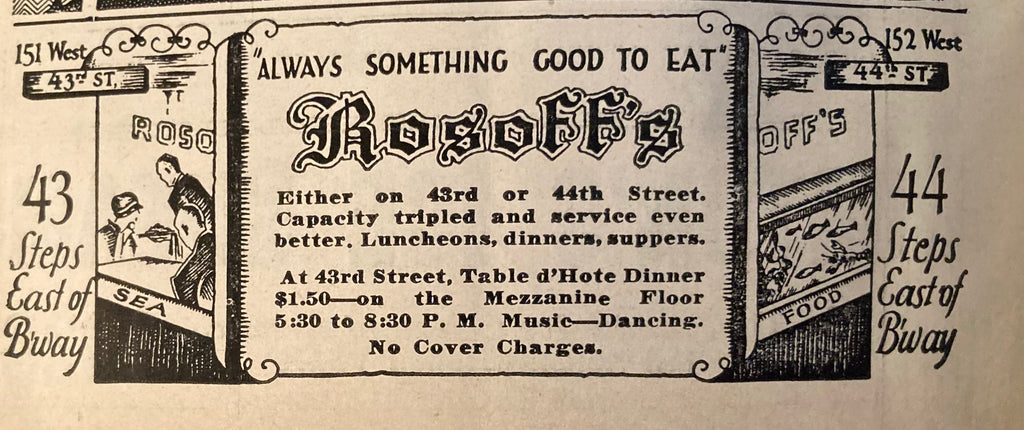 151 West
43RD ST,
ROSO
43
Steps
East of
B'way
SEA
"ALWAYS SOMETHING GOOD TO EAT"
Rosoff's
Either on 43rd or 44th Street.
Capacity tripled and service even
better. Luncheons, dinners, suppers.
At 43rd Street, Table d'Hote Dinner
$1.50—on the Mezzanine Floor
5:30 to 8:30 P. M. Music—Dancing.
No Cover Charges.
152 West
44TH ST,
OFF'S
44
Steps
East of
B'way
FOOD